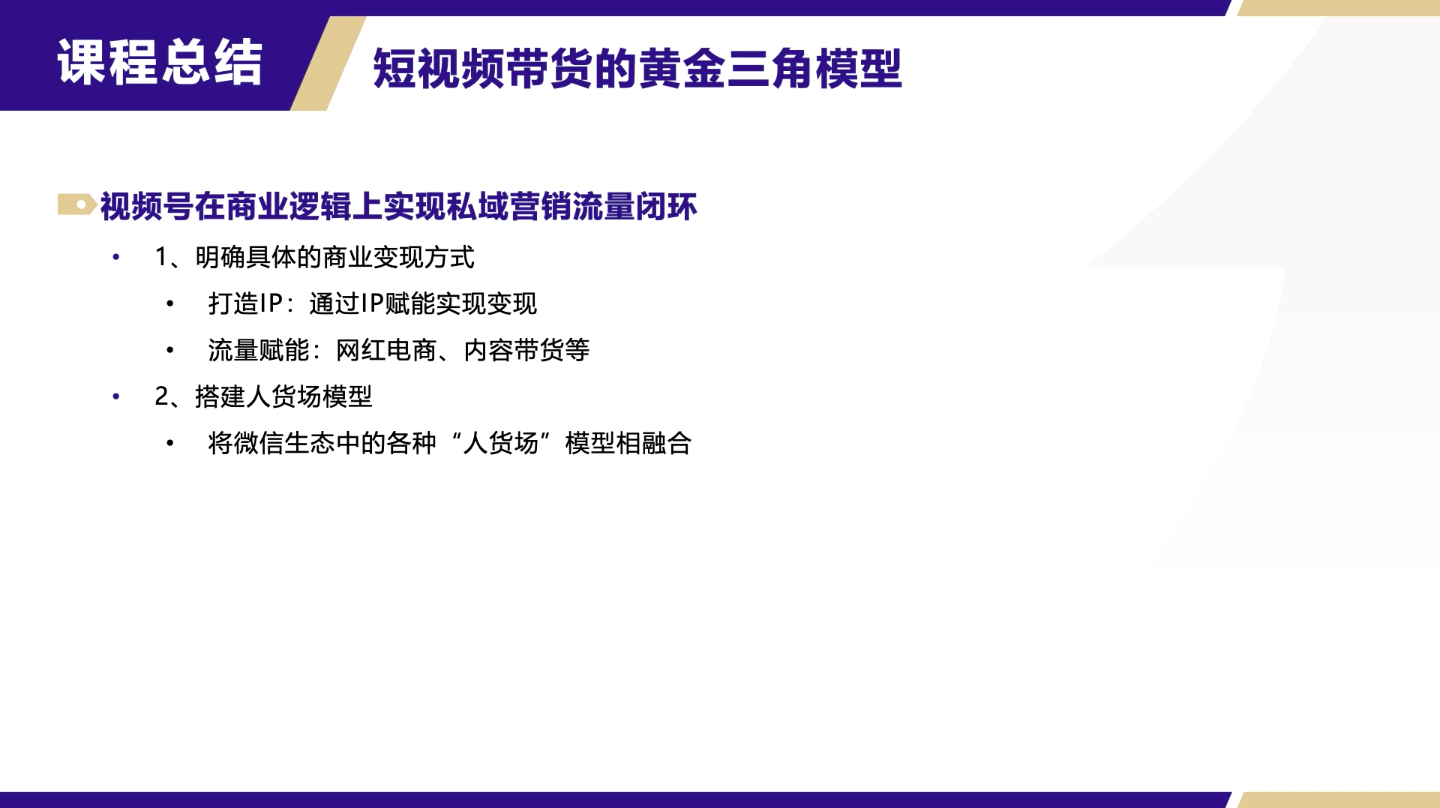 课程总结
短视频带货的黄金三角模型
视频号在商业逻辑上实现私域营销流量闭环
• 1、明确具体的商业变现方式
• 打造IP：通过IP赋能实现变现
• 流量赋能：网红电商、内容带货等
• 2、搭建人货场模型
• 将微信生态中的各种“人货场”模型相融合